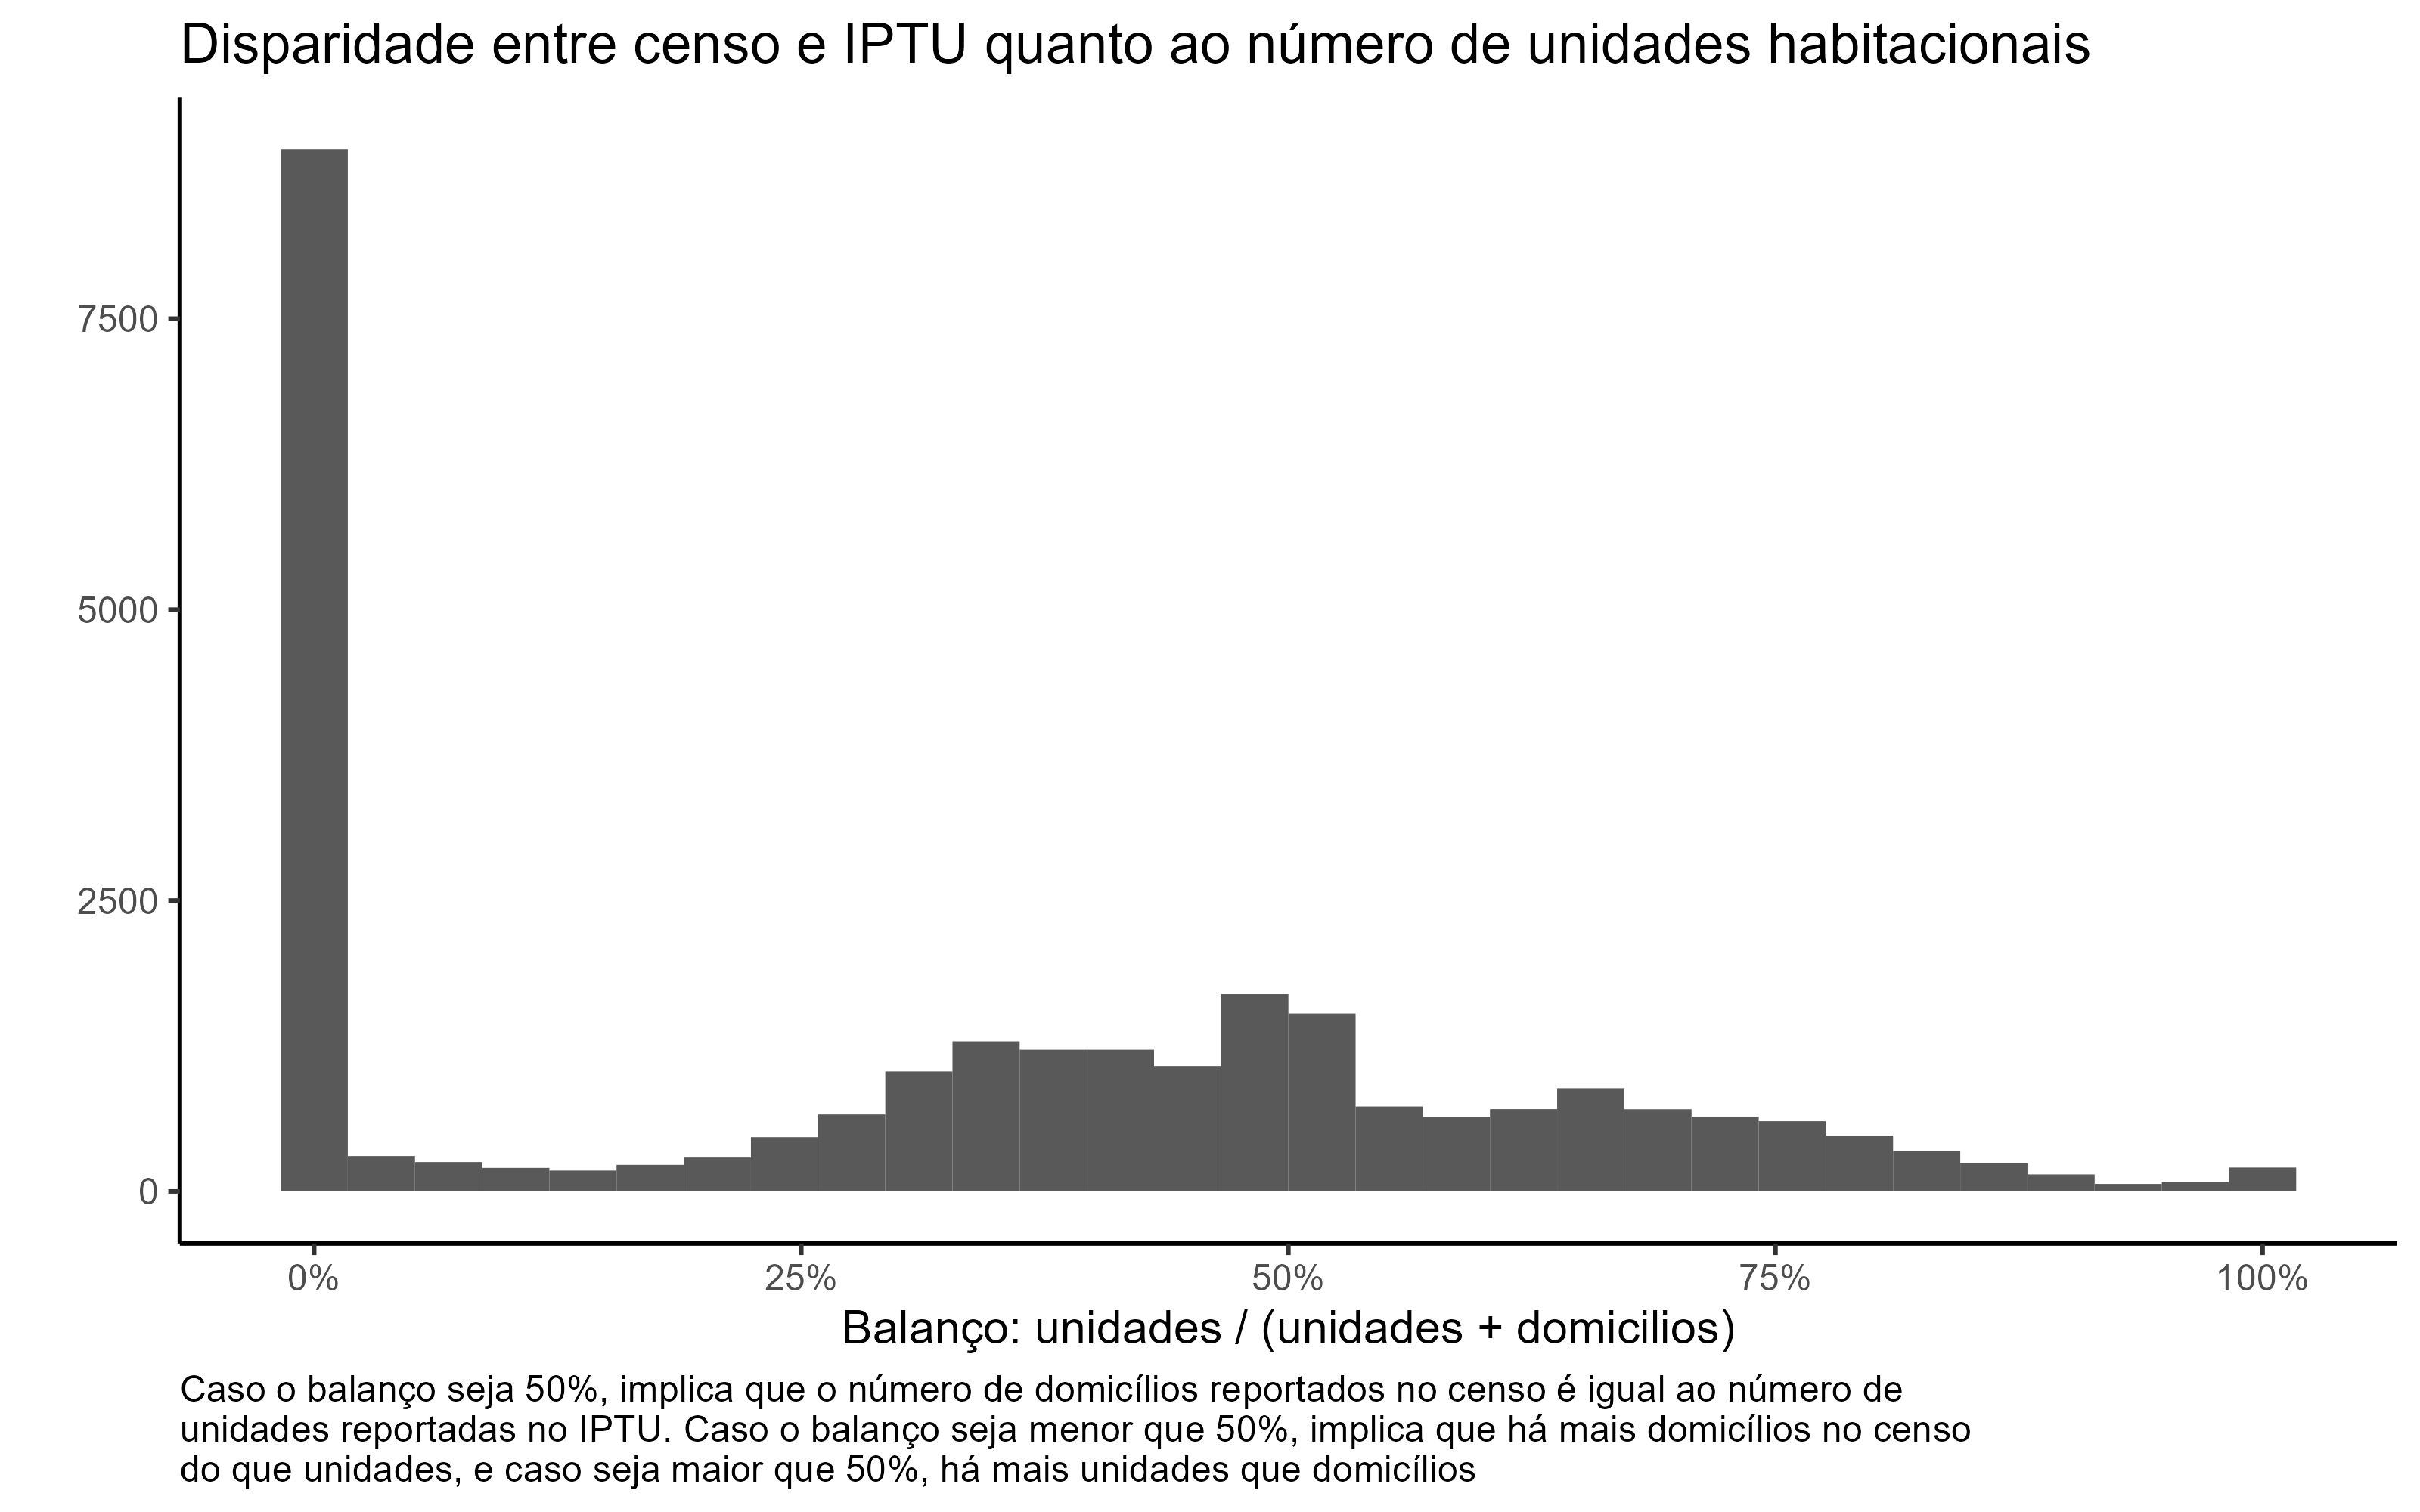 Disparidade entre censo e IPTU quanto ao número de unidades habitacionais
7500
5000
2500
0
0% 25% 50% 75% 100%
Balanço: unidades / (unidades + domicilios)
Caso o balanço seja 50%, implica que o número de domicílios reportados no censo é igual ao número de
unidades reportadas no IPTU. Caso o balanço seja menor que 50%, implica que há mais domicílios no censo
do que unidades, e caso seja maior que 50%, há mais unidades que domicílios